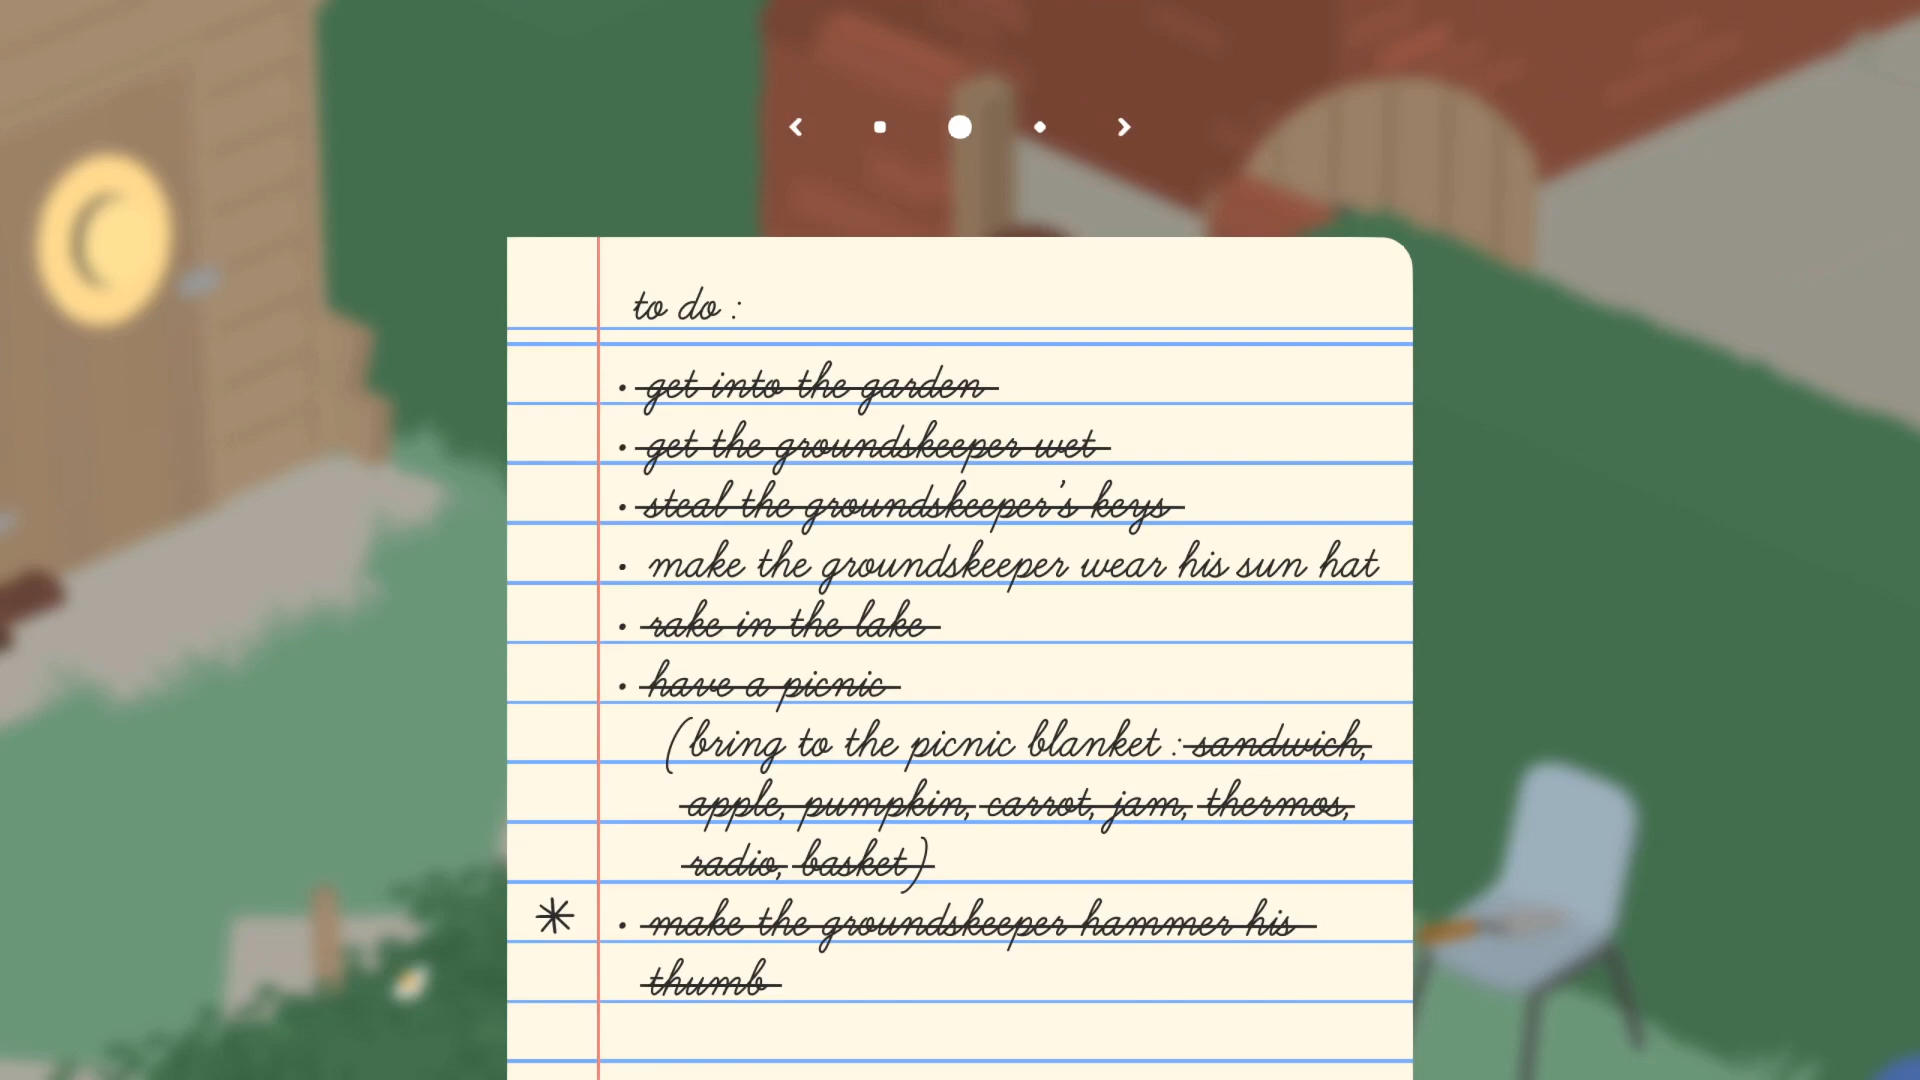 to do :
• get into the garden
• get the groundskeeper wet
• steal the groundskeeper's keys
• make the groundskeeper wear his sun hat
• rake in the lake
• have a picnic
(bring to the picnic blanket : sandwich,
apple, pumpkin, carrot, jam, thermos,
radio, basket)
* • make the groundskeeper hammer his
thumb